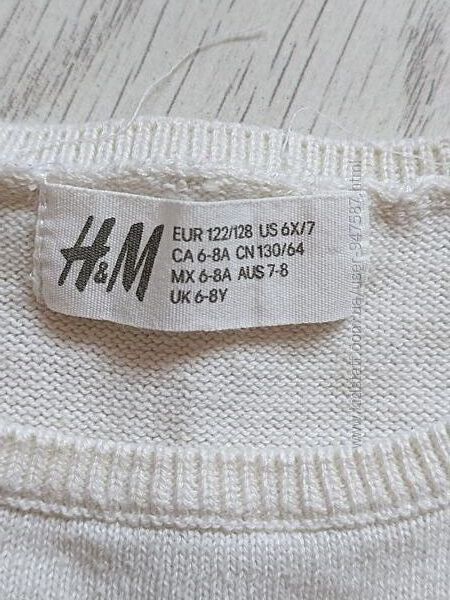 H&M
EUR 122/128 US 6X/7
CA 6-8A CN 130/64
MX 6-8A AUS 7-8
UK 6-8Y